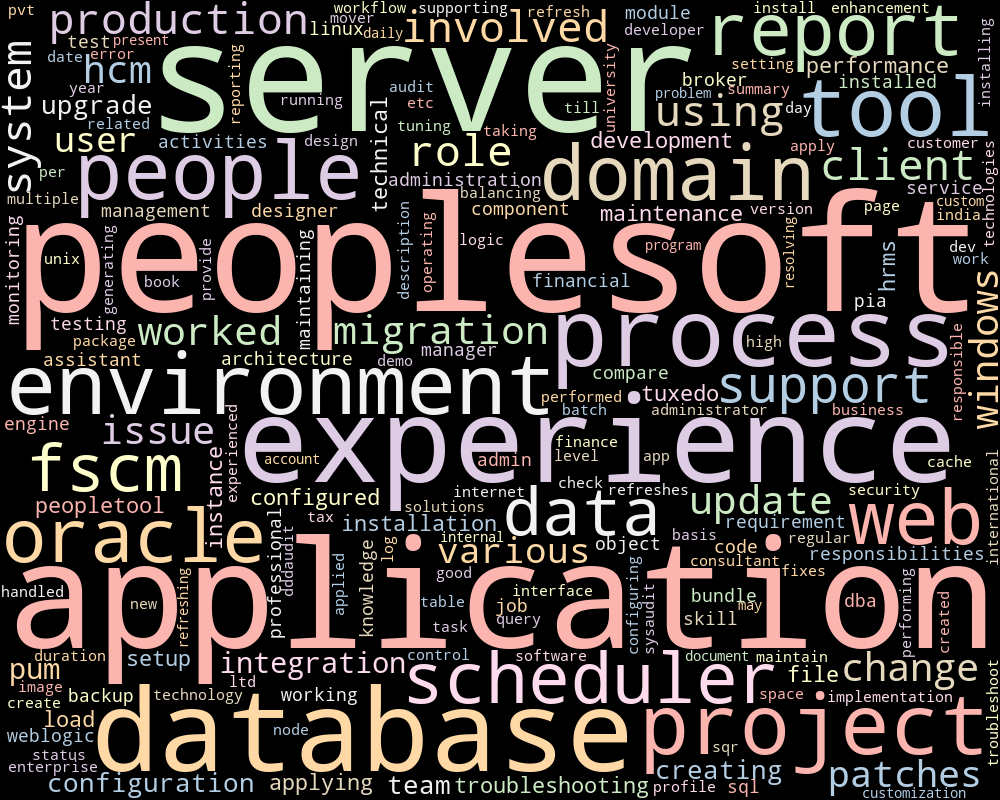 pvt
production
workflow
supporting
mover
linux
daily
refresh
involved
module
developer
install
enhancement
report
system
test
present
date
error
hcm
year
upgrade
related
user
activities
reporting
server
running
audit
etc
tuning
taking
till
university
using
broker
problem
summary
setting
performance
installed
tool
day
installing
per
multiple
people
design
technical
role
administration
balancing
development
domain
apply
client
customer
service
technologies
management
designer
component
maintenance
version
page
custom
india
monitoring
peoplesoft
unix
generating
book
provide
maintaining
description
operating
logic
financial
program
resolving
hrms
dev
work
pia
windows
testing
package
worked
migration
process
high
responsible
assistant
architecture
demo
manager
compare
environment
performed
batch
tuxedo
administrator
support
business
engine
issue
experienced
experience
account
finance
level
app
admin
check
cache
fscm
instance
configured
internet
refreshes
security
international
peopletool
professional
tax
solutions
installation
data
update
requirement
web
oracle
dddaudit
knowledge
log
internal
various
object
basis
code
consultant
regular
responsibilities
fixes
handled
application
new
refreshing
applied
good
table
task
interface
job
query
configuring
sysaudit
bundle
skill
may
dba
performing
created
duration
pum
setup
integration
control
software
document
maintain
change
image
create
backup
technology
ltd
working
scheduler
file
space
implementation
troubleshoot
load
weblogic
database
node
project
sqr
status
enterprise
configuration
applying
team
troubleshooting
creating
profile
sql
patches
customization